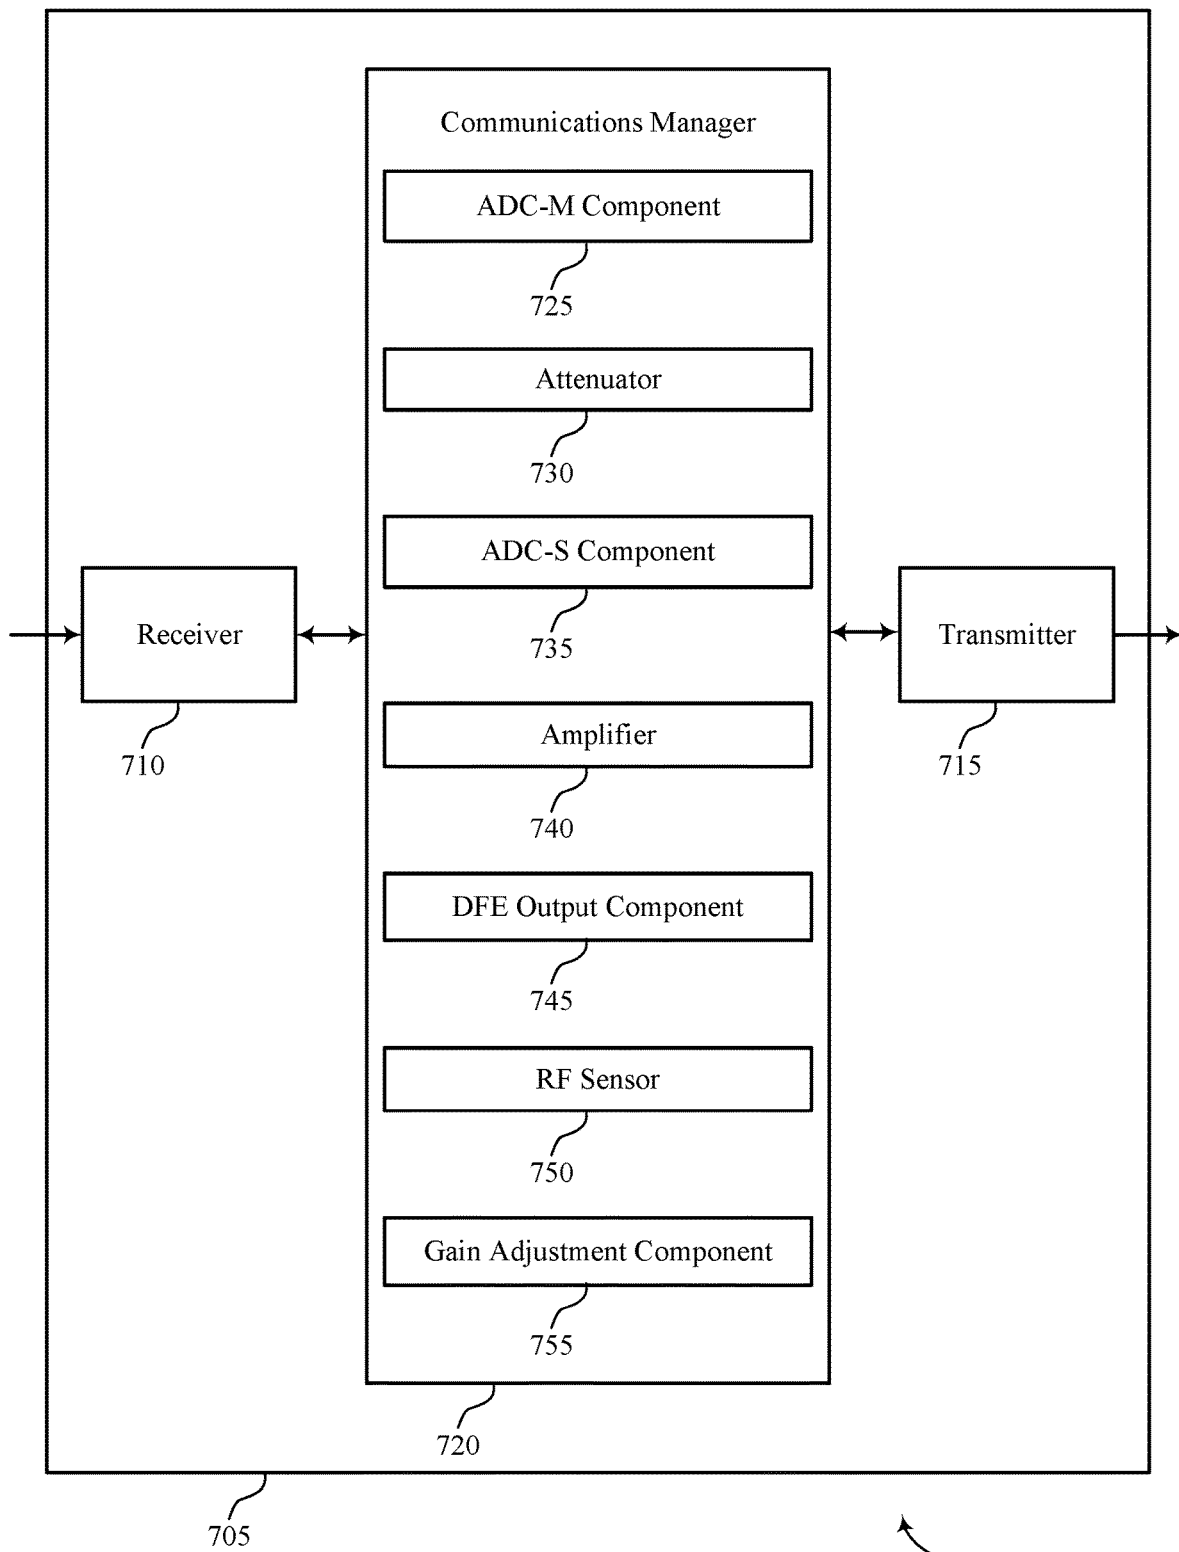 Communications Manager
ADC-M Component
725
Attenuator
730
ADC-S Component
735
Receiver
710
Transmitter
715
Amplifier
740
DFE Output Component
745
RF Sensor
750
Gain Adjustment Component
755
720
705